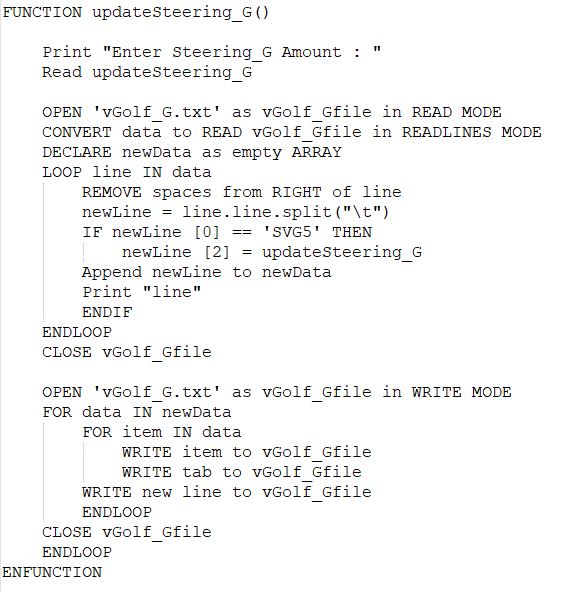 FUNCTION updateSteering_G()
Print "Enter Steering_G Amount : "
Read updateSteering_G
OPEN 'vGolf_G.txt' as vGolf_Gfile in READ MODE
CONVERT data to READ vGolf_Gfile in READLINES MODE
DECLARE newData as empty ARRAY
LOOP line IN data
REMOVE spaces from RIGHT of line
newLine = line.line.split("\t")
IF newLine [0] == 'SVG5' THEN
newLine [2] = updateSteering_G
Append newLine to newData
Print "line"
ENDIF
ENDLOOP
CLOSE vGolf_Gfile
OPEN 'vGolf_G.txt' as vGolf_Gfile in WRITE MODE
FOR data IN newData
FOR item IN data
WRITE item to vGolf_Gfile
WRITE tab to vGolf_Gfile
WRITE new line to vGolf_Gfile
ENDLOOP
CLOSE vGolf_Gfile
ENDLOOP
ENFUNCTION